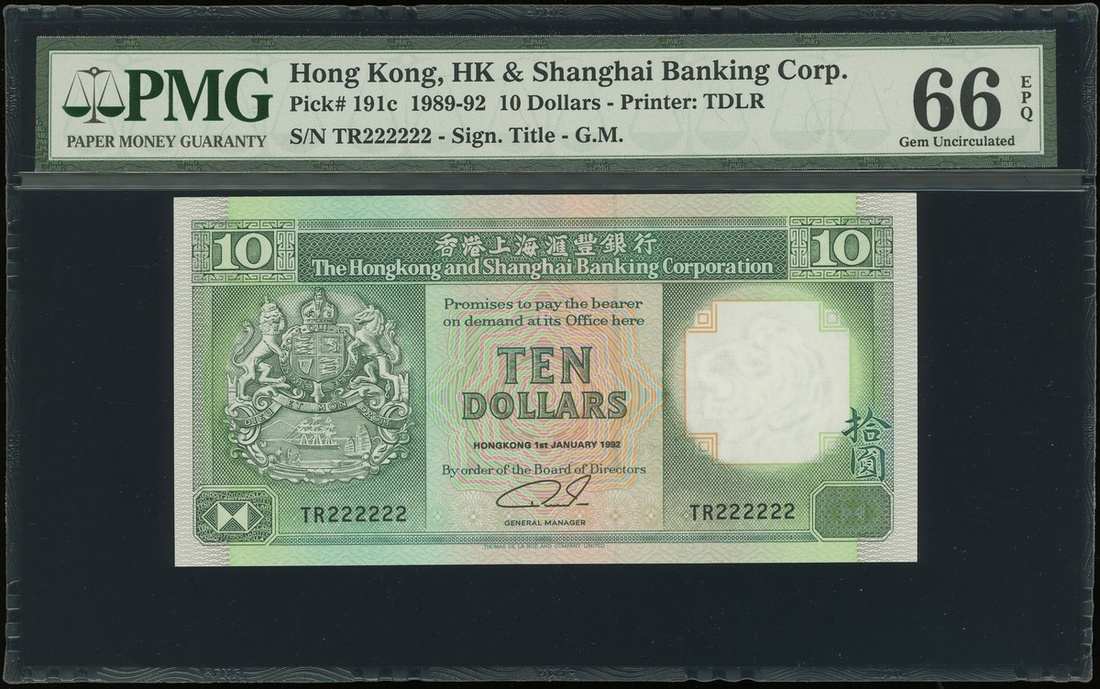 PMG
PAPER MONEY GUARANTY
Hong Kong, HK & Shanghai Banking Corp.
Pick# 191c 1989-92 10 Dollars - Printer: TDLR
S/N TR222222 - Sign. Title - G.M.
66
EPQ
Gem Uncirculated
10
香港上海滙豐銀行
10
The Hongkong and Shanghai Banking Corporation
Promises to pay the bearer
on demand at its Office here
TEN
DOLLARS
HONGKONG 1st JANUARY 1992
By order of the Board of Directors
拾圓
TR222222
TR222222
GENERAL MANAGER
THOMAS DE LA RUE AND COMPANY, LIMITED